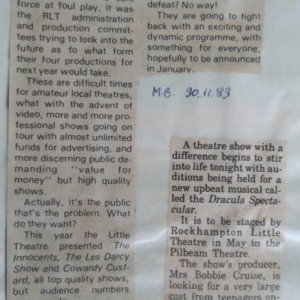 force at foul play, it was
the RLT administration
and production commit-
tees trying to look into the
future as to what form
their four productions for
next year would take.
These are difficult times
for amateur local theatres,
what with the advent of
video, more and more pro-
fessional shows going on
tour with almost unlimited
funds for advertising, and
more discerning public de-
manding "value for
money" but high quality
shows.
Actually, it's the public
that's the problem. What
do they want?
This year the Little
Theatre presented The
Innocents, The Les Darcy
Show and Cowardy Cust-
ard, all top quality shows,
but audience numbers
defeat? No way!
They are going to fight
back with an exciting and
dynamic programme, with
something for everyone,
hopefully to be announced
in January.
M.B. 30.11.83
A theatre show with a
difference begins to stir
into life tonight with au-
ditions being held for a
new upbeat musical cal-
led the Dracula Specta-
cular.
It is to be staged by
Rockhampton Little
Theatre in May in the
Pilbeam Theatre.
The show's producer,
Mrs Bobbie Cruise, is
looking for a very large
cast from teenagers on-